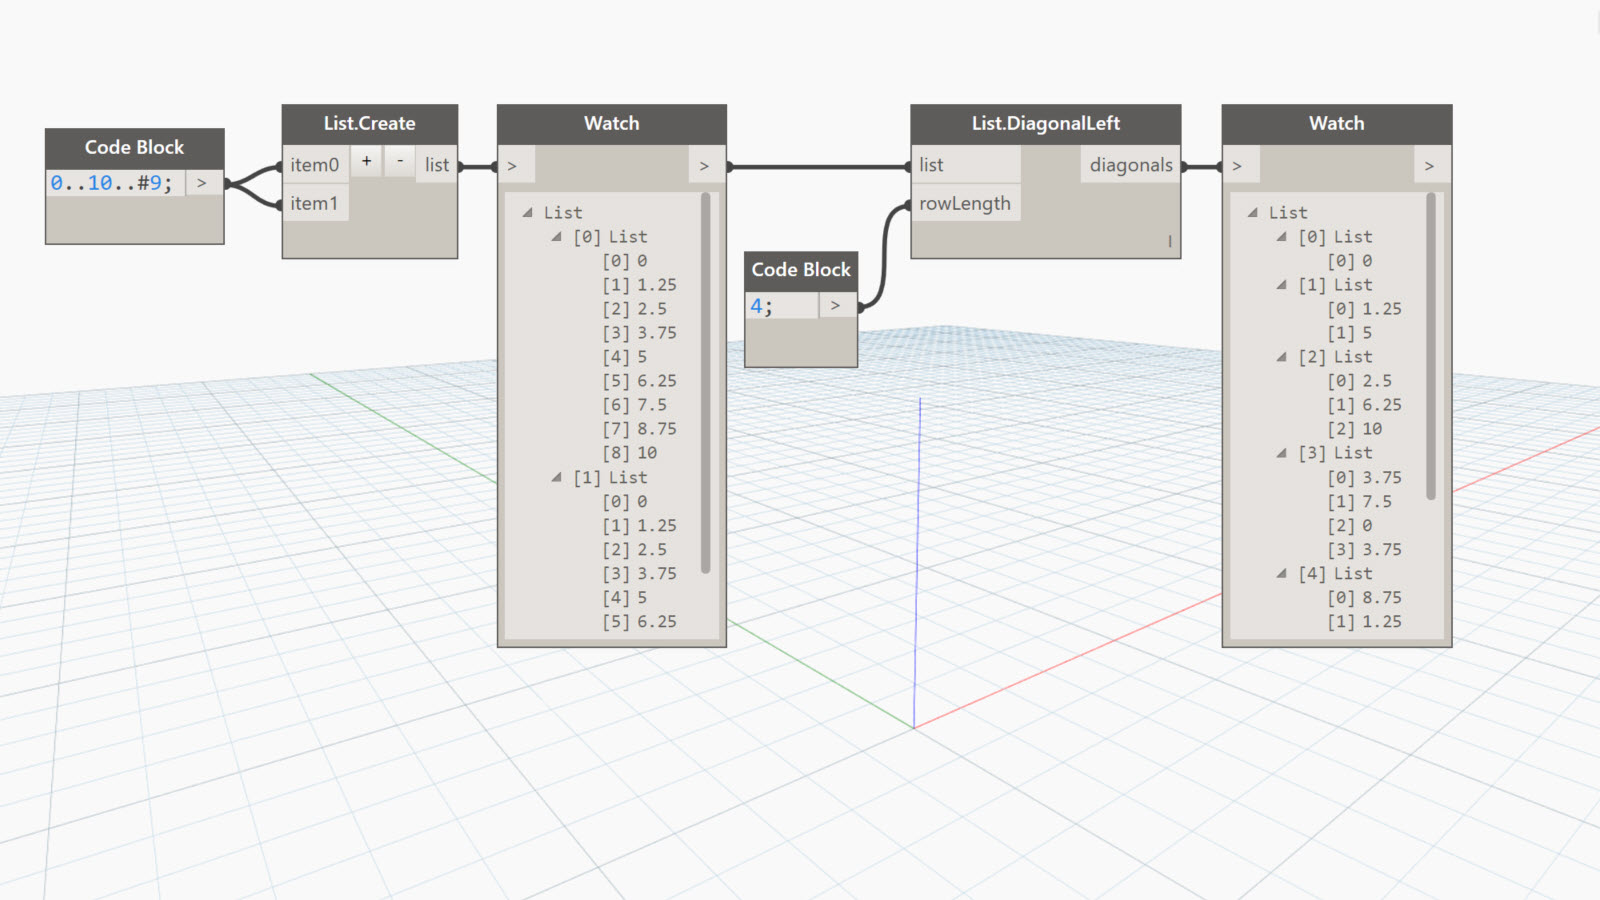 Code Block
0..10..#9; >
List.Create
item0 + - list
item1
Watch
> >
List
[0] List
[0] 0
[1] 1.25
[2] 2.5
[3] 3.75
[4] 5
[5] 6.25
[6] 7.5
[7] 8.75
[8] 10
[1] List
[0] 0
[1] 1.25
[2] 2.5
[3] 3.75
[4] 5
[5] 6.25
Code Block
4; >
List.DiagonalLeft
list diagonals
rowLength
l
Watch
> >
List
[0] List
[0] 0
[1] List
[0] 1.25
[1] 5
[2] List
[0] 2.5
[1] 6.25
[2] 10
[3] List
[0] 3.75
[1] 7.5
[2] 0
[3] 3.75
[4] List
[0] 8.75
[1] 1.25